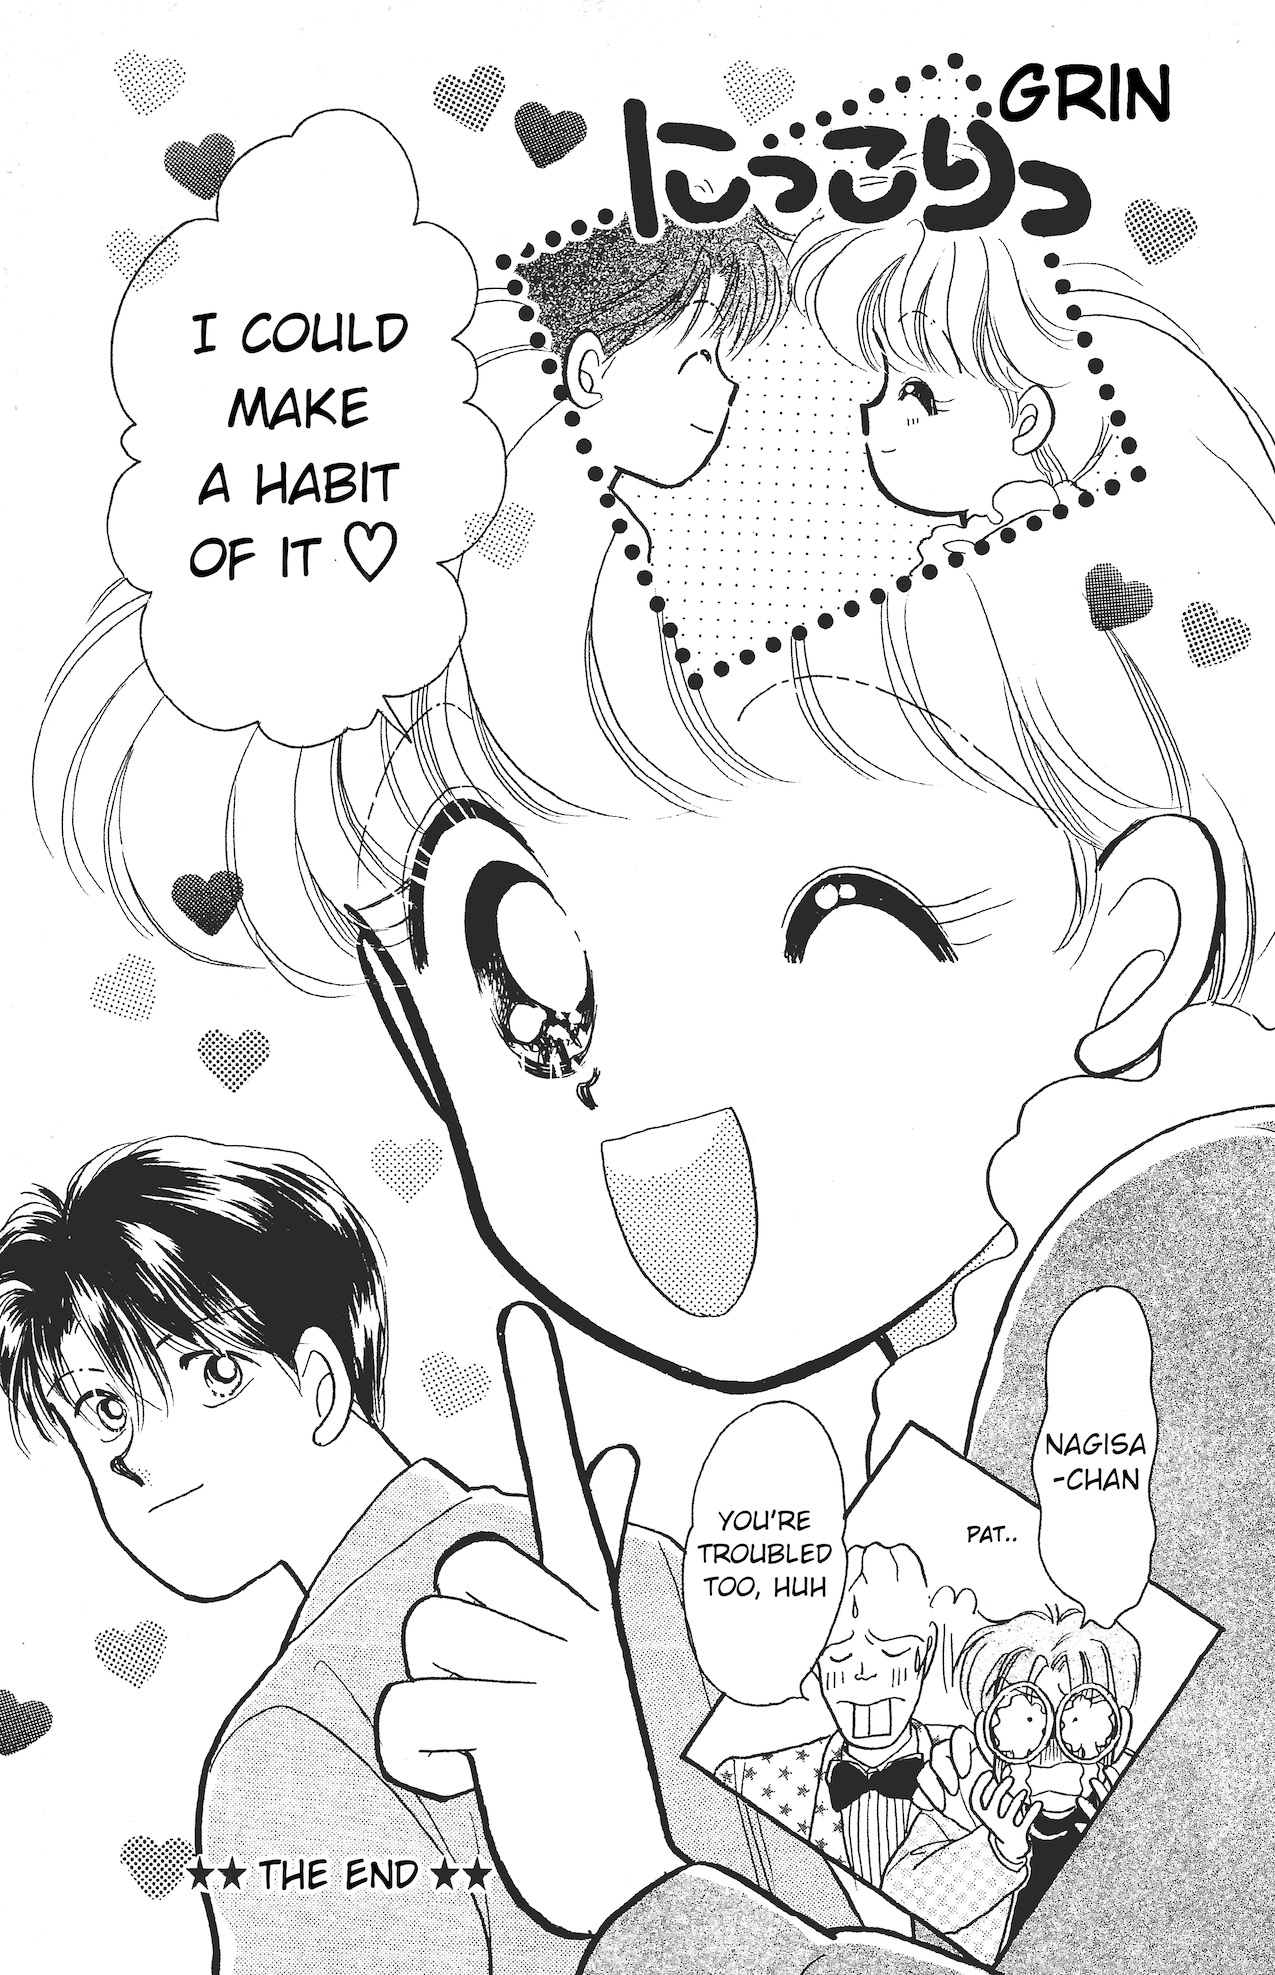 GRIN
にっこりっ
I COULD
MAKE
A HABIT
OF IT ♡
NAGISA
-CHAN
PAT..
YOU'RE
TROUBLED
TOO, HUH
★★ THE END ★★